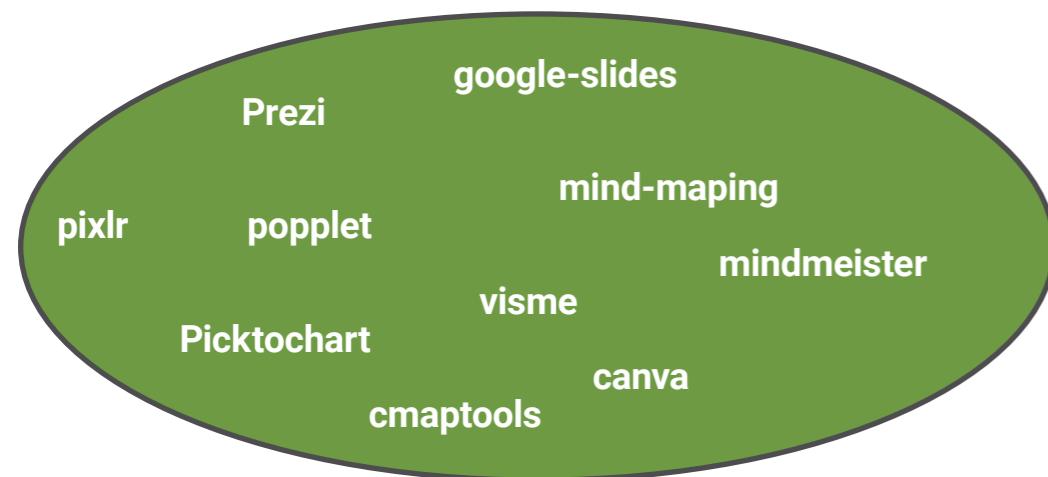 google-slides
Prezi
mind-maping
pixlr
popplet
mindmeister
visme
Picktochart
canva
cmaptools